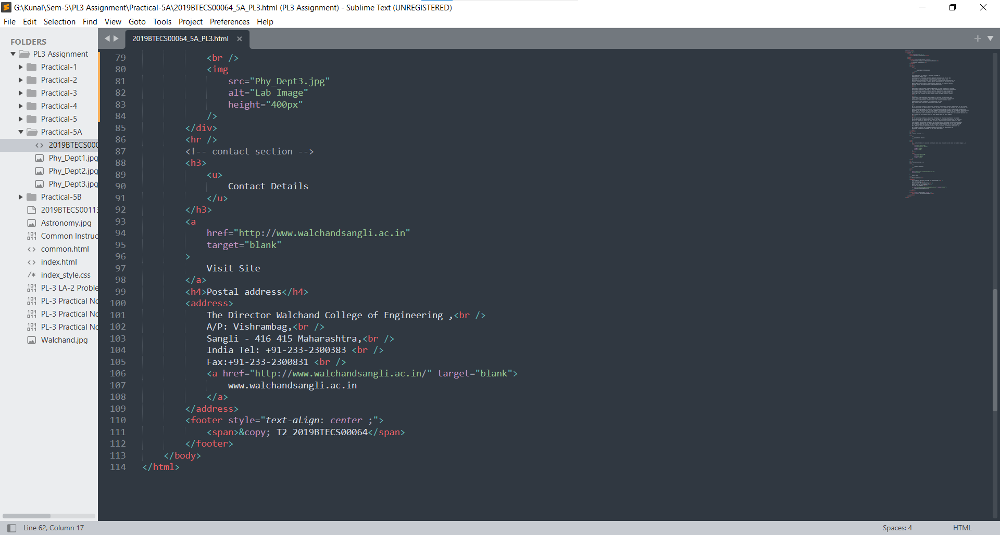 G:\Kunal\Sem-5\PL3 Assignment\Practical-5A\2019BTECS00064_5A_PL3.html (PL3 Assignment) - Sublime Text (UNREGISTERED)
File Edit Selection Find View Goto Tools Project Preferences Help
FOLDERS
PL3 Assignment
Practical-1
Practical-2
Practical-3
Practical-4
Practical-5
Practical-5A
<> 2019BTECS000
Phy_Dept1.jpg
Phy_Dept2.jpg
Phy_Dept3.jpg
Practical-5B
2019BTECS00113
Astronomy.jpg
Common Instruc
<> common.html
<> index.html
/* index_style.css
PL-3 LA-2 Proble
PL-3 Practical No
PL-3 Practical No
PL-3 Practical No
Walchand.jpg
2019BTECS00064_5A_PL3.html
79 <br />
80 <img
81 src="Phy_Dept3.jpg"
82 alt="Lab Image"
83 height="400px"
84 />
85 </div>
86 <hr />
87 <!-- contact section -->
88 <h3>
89 <u>
90 Contact Details
91 </u>
92 </h3>
93 <a
94 href="http://www.walchandsangli.ac.in"
95 target="blank"
96 >
97 Visit Site
98 </a>
99 <h4>Postal address</h4>
100 <address>
101 The Director Walchand College of Engineering ,<br />
102 A/P: Vishrambag,<br />
103 Sangli - 416 415 Maharashtra,<br />
104 India Tel: +91-233-2300383 <br />
105 Fax:+91-233-2300831 <br />
106 <a href="http://www.walchandsangli.ac.in/" target="blank">
107 www.walchandsangli.ac.in
108 </a>
109 </address>
110 <footer style="text-align: center ;">
111 <span>&copy; T2_2019BTECS00064</span>
112 </footer>
113 </body>
114 </html>
Line 62, Column 17
Spaces: 4
HTML